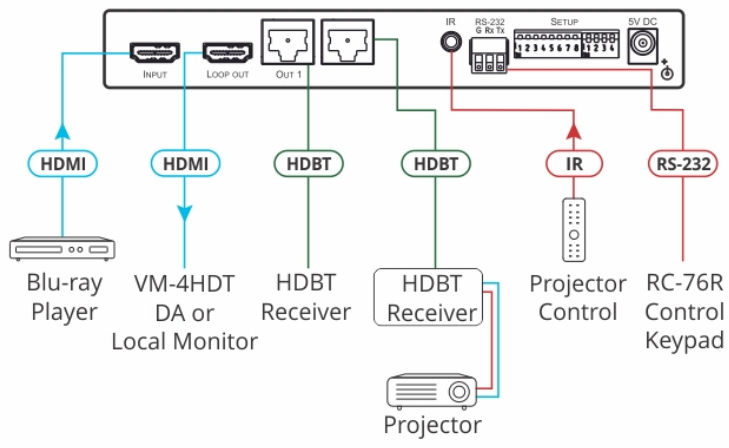 IR RS-232 SETUP 5V DC
G Rx Tx
1 2 3 4 5 6 7 8 1 2 3 4
INPUT LOOP OUT OUT 1
HDMI HDMI HDBT HDBT IR RS-232
Blu-ray
Player
VM-4HDT
DA or
Local Monitor
HDBT
Receiver
HDBT
Receiver
Projector
Control
RC-76R
Control
Keypad
Projector